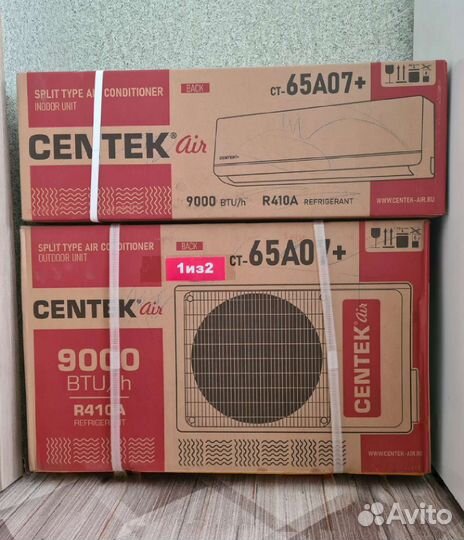 SPLIT TYPE AIR CONDITIONER
INDOOR UNIT
BACK
CT-65A07+
CENTEK® air
CENTEK
9000 BTU/h R410A REFRIGERANT
WWW.CENTEK-AIR.RU
SPLIT TYPE AIR CONDITIONER
OUTDOOR UNIT
BACK
1из2
CT-65A07+
CENTEK® air
9000
BTU/h
R410A
REFRIGERANT
CENTEK® air
WWW.CENTEK-AIR.RU
Avito